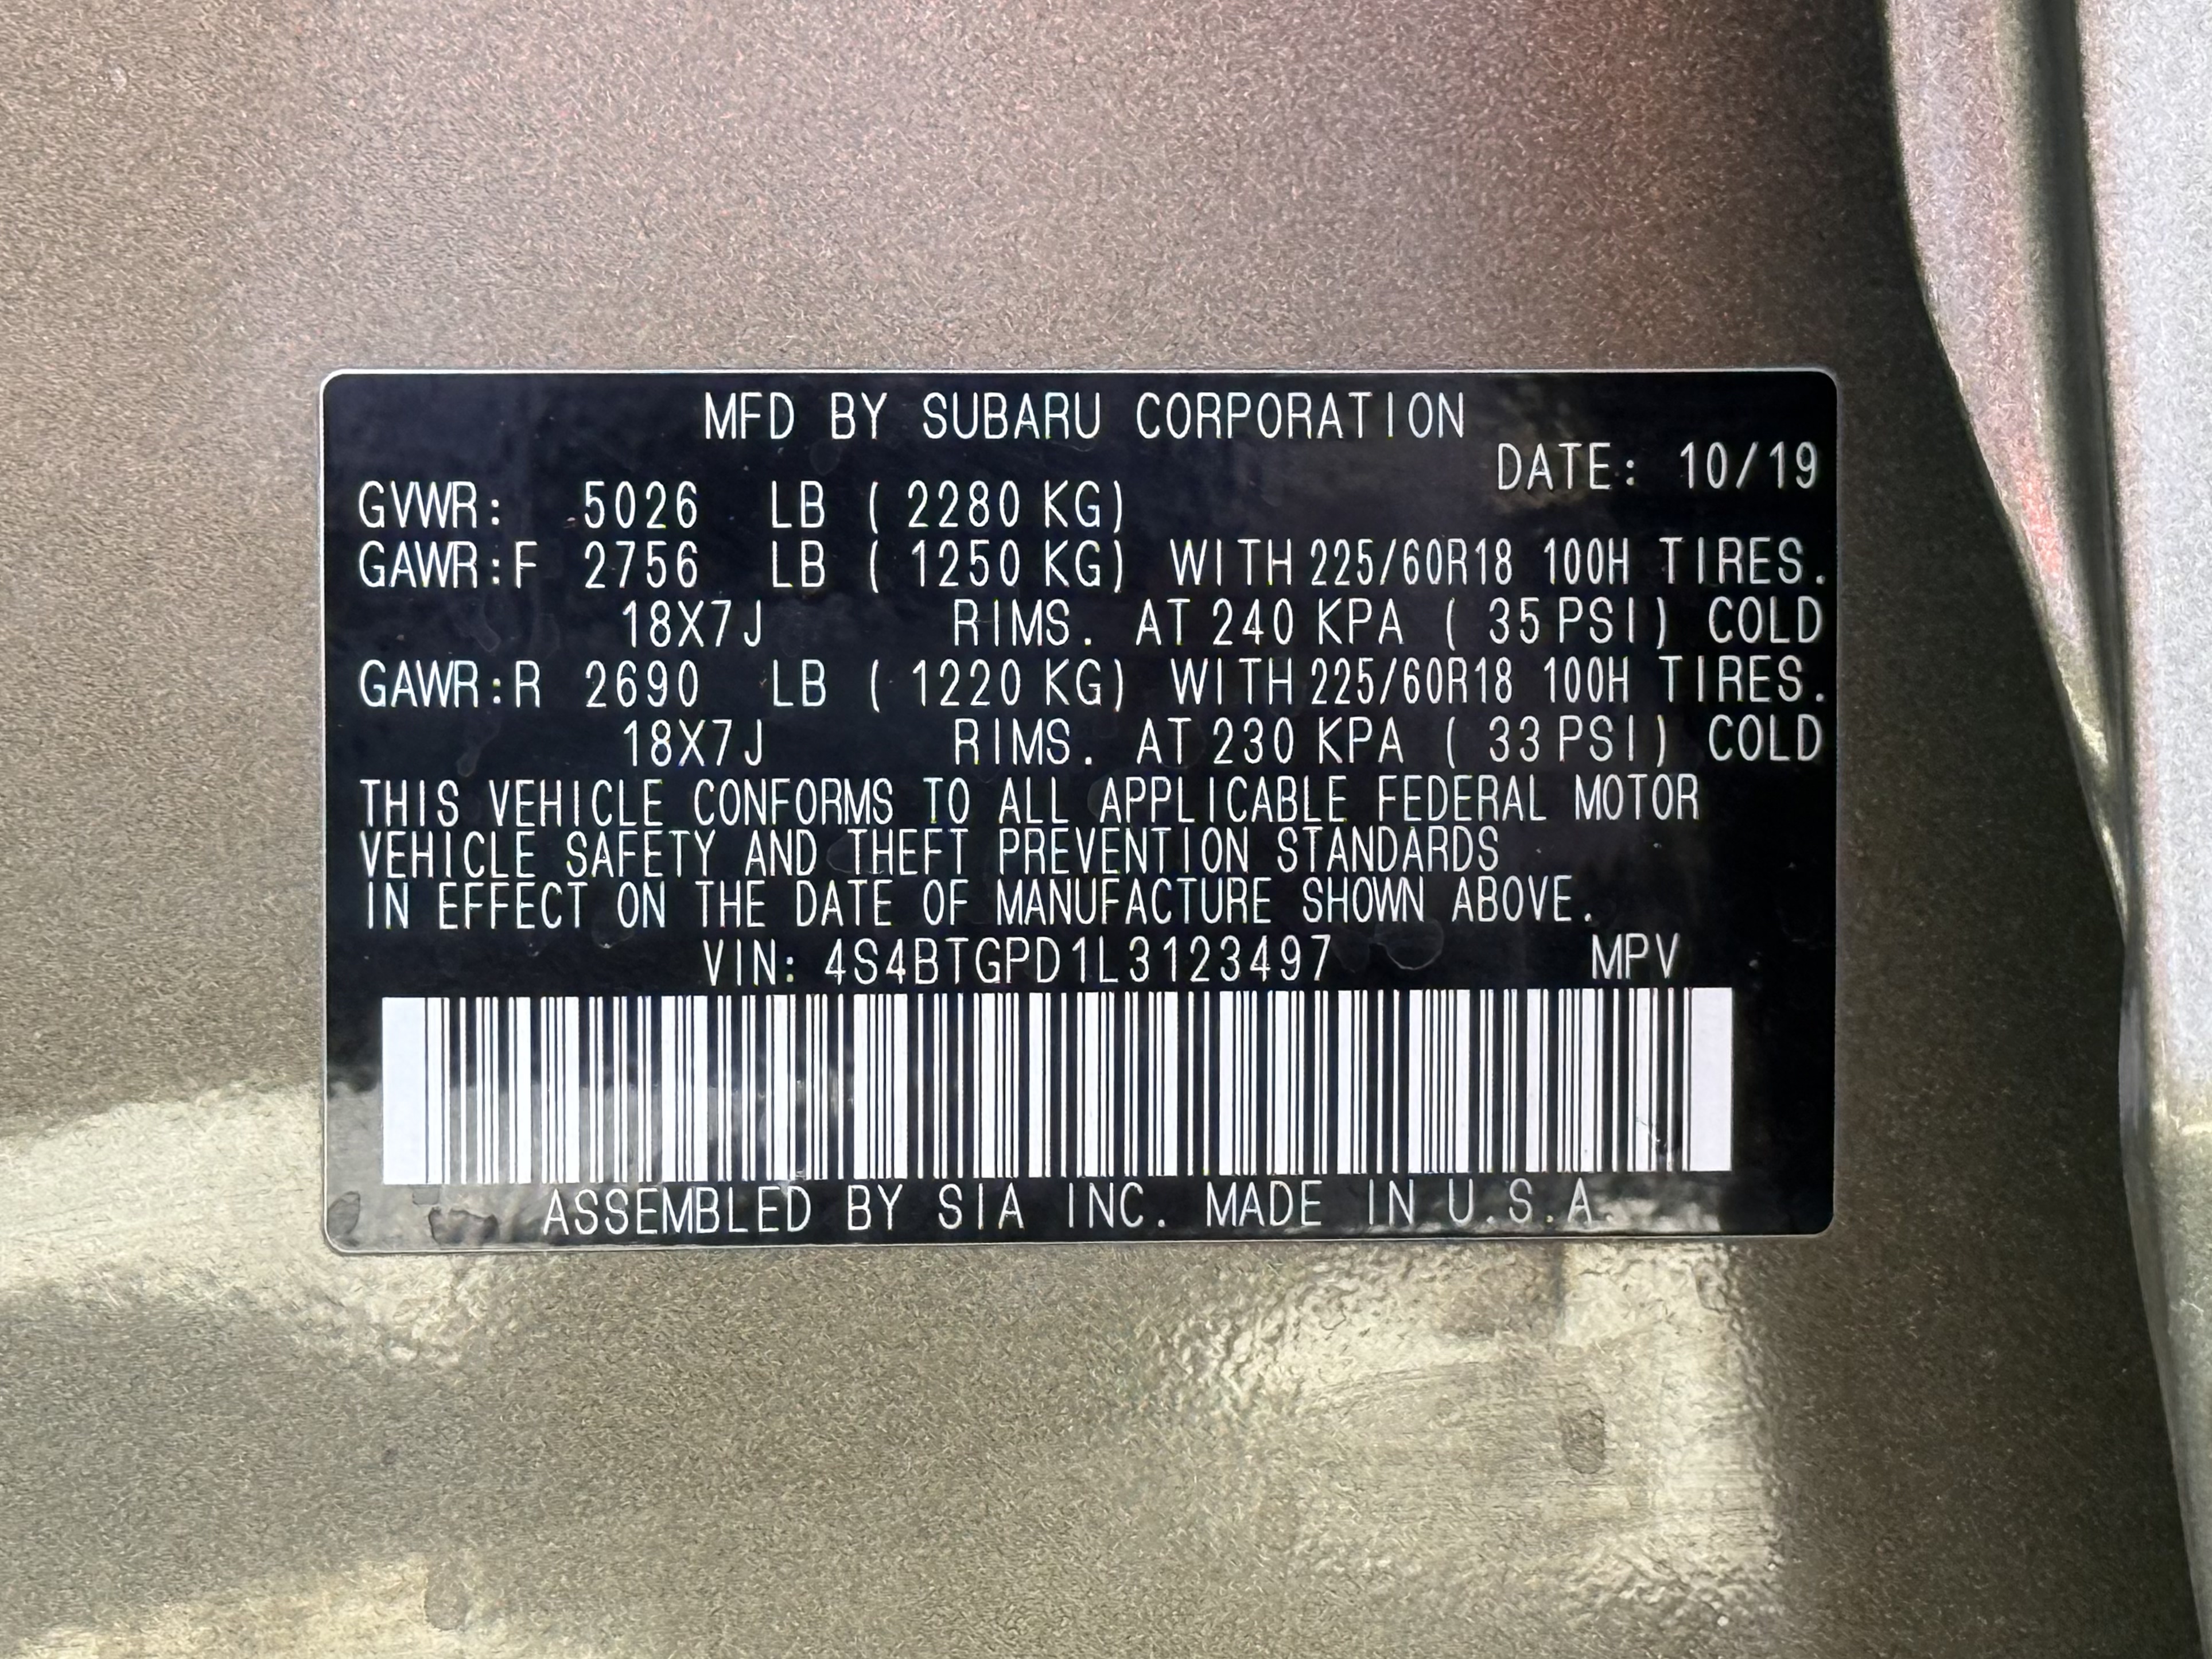 MFD BY SUBARU CORPORATION
DATE: 10/19
GVWR: 5026 LB ( 2280 KG)
GAWR:F 2756 LB ( 1250 KG) WITH 225/60R18 100H TIRES.
18X7J RIMS. AT 240 KPA ( 35 PSI) COLD
GAWR:R 2690 LB ( 1220 KG) WITH 225/60R18 100H TIRES.
18X7J RIMS. AT 230 KPA ( 33 PSI) COLD
THIS VEHICLE CONFORMS TO ALL APPLICABLE FEDERAL MOTOR
VEHICLE SAFETY AND THEFT PREVENTION STANDARDS
IN EFFECT ON THE DATE OF MANUFACTURE SHOWN ABOVE.
VIN: 4S4BTGPD1L3123497 MPV
ASSEMBLED BY SIA INC. MADE IN U.S.A.